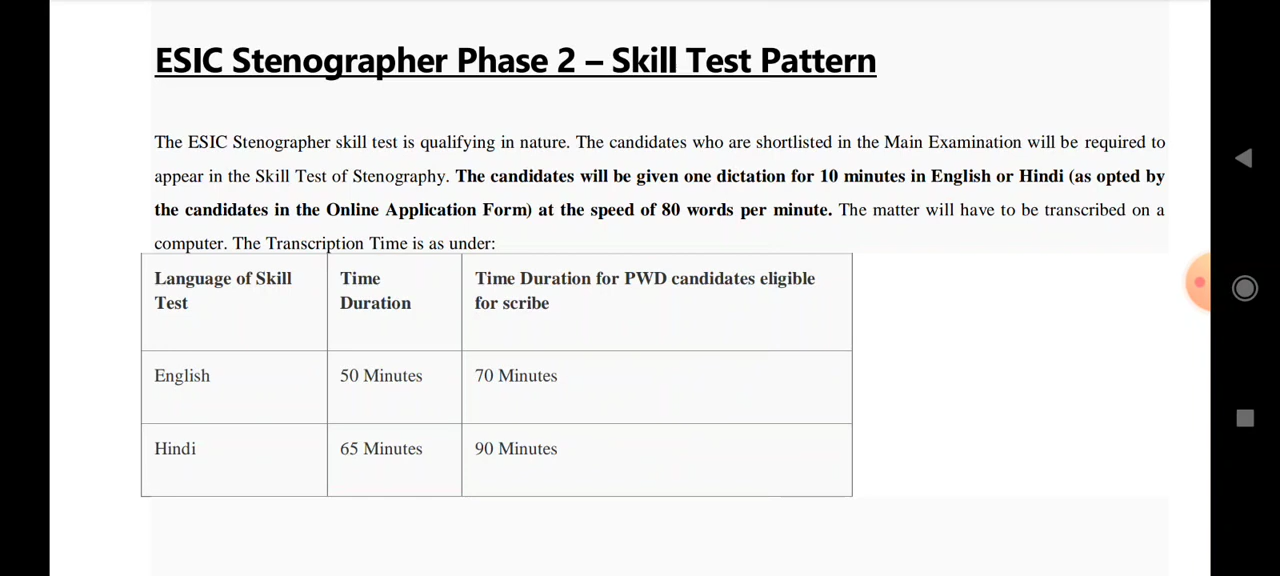 ESIC Stenographer Phase 2 – Skill Test Pattern
The ESIC Stenographer skill test is qualifying in nature. The candidates who are shortlisted in the Main Examination will be required to
appear in the Skill Test of Stenography. The candidates will be given one dictation for 10 minutes in English or Hindi (as opted by
the candidates in the Online Application Form) at the speed of 80 words per minute. The matter will have to be transcribed on a
computer. The Transcription Time is as under:
Language of Skill Test
Time Duration
Time Duration for PWD candidates eligible for scribe
English
50 Minutes
70 Minutes
Hindi
65 Minutes
90 Minutes